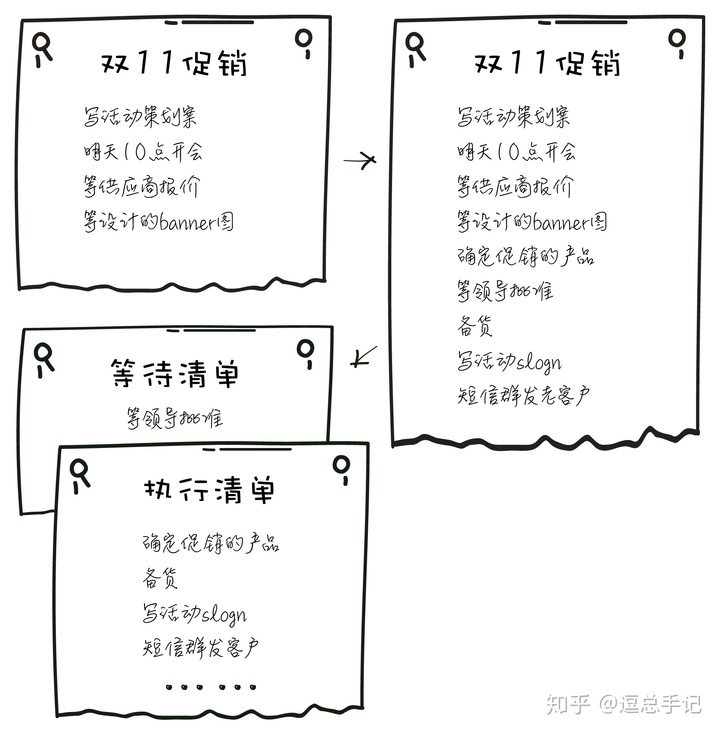 双11促销
写活动策划案
明天10点开会
等供应商报价
等设计的banner图
双11促销
写活动策划案
明天10点开会
等供应商报价
等设计的banner图
确定促销的产品
等领导批准
备货
写活动slogn
短信群发老客户
等待清单
等领导批准
执行清单
确定促销的产品
备货
写活动slogn
短信群发客户
......
知乎 @逗总手记